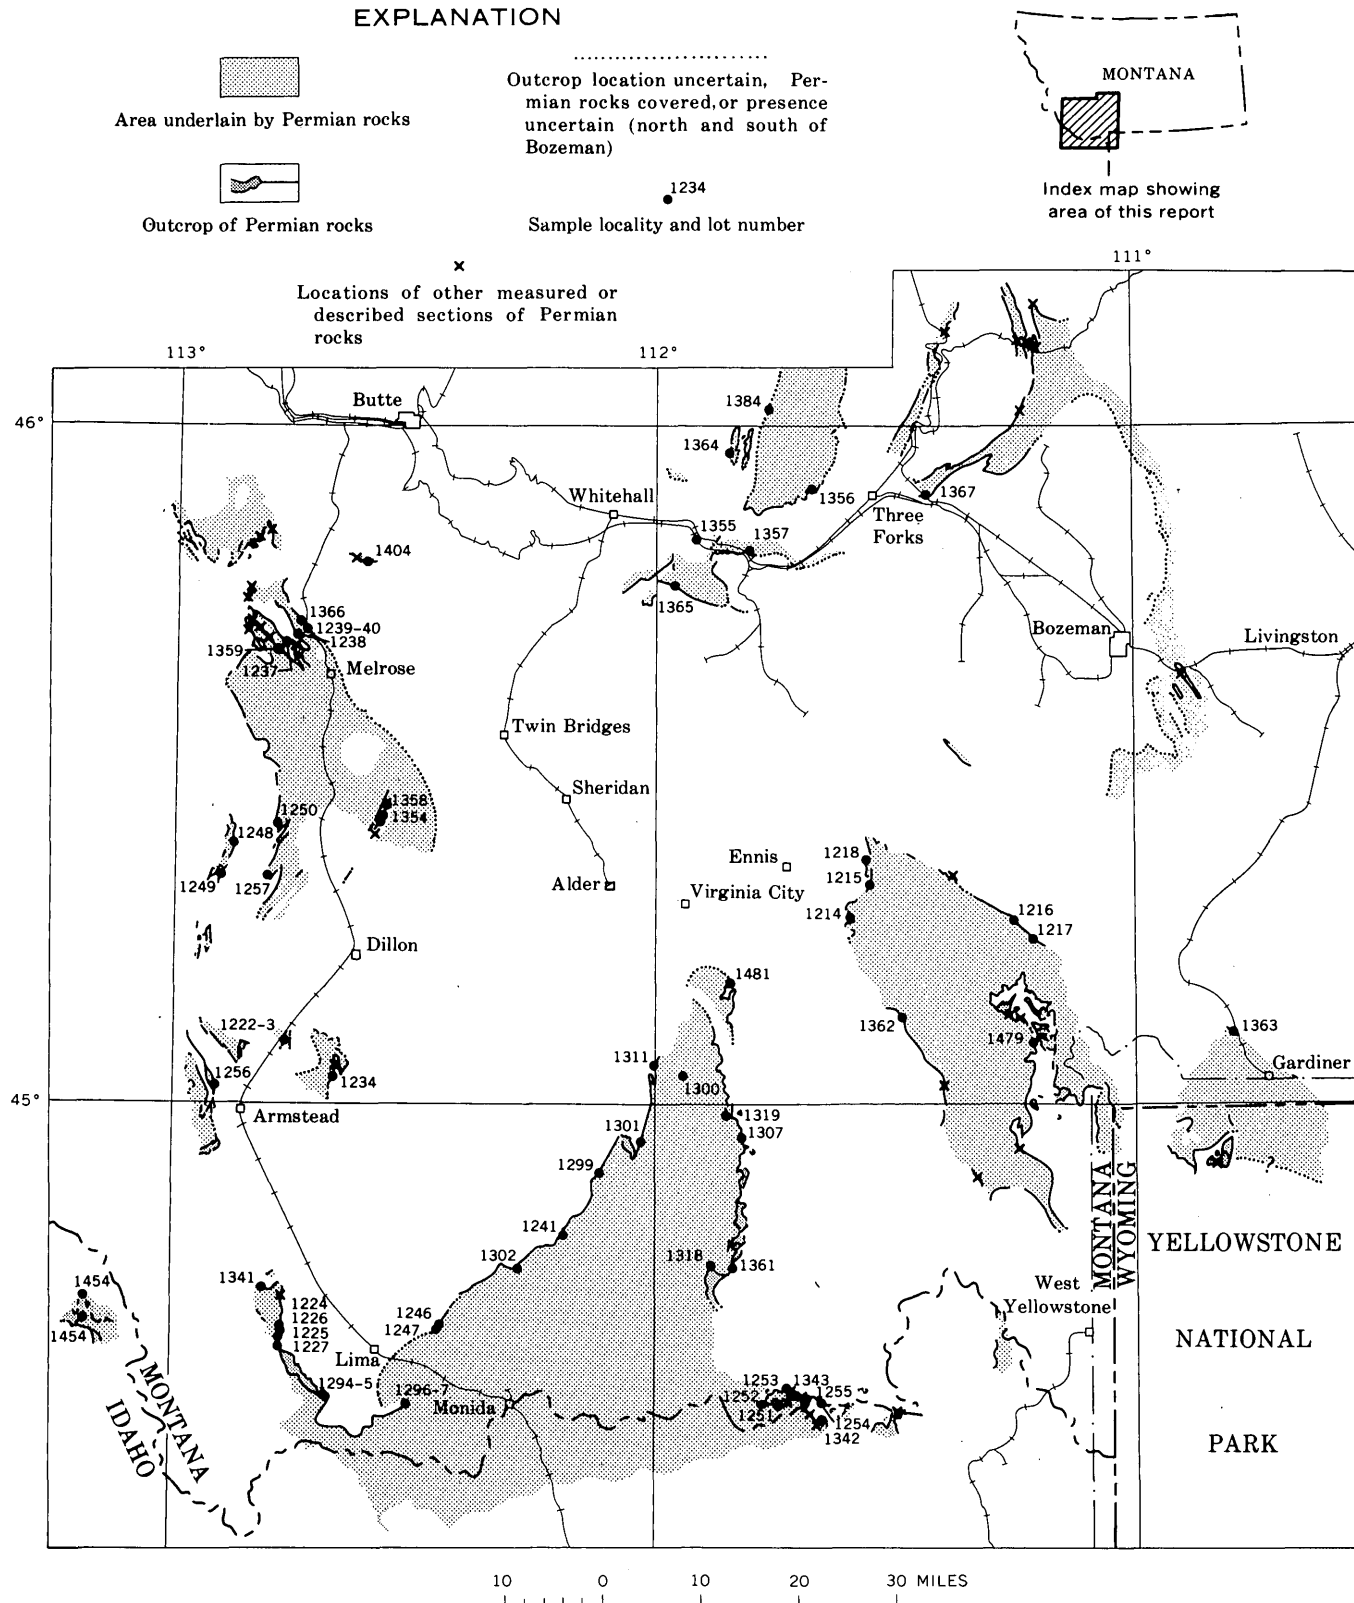 EXPLANATION
Area underlain by Permian rocks
Outcrop of Permian rocks
Outcrop location uncertain, Per-
mian rocks covered, or presence
uncertain (north and south of
Bozeman)
1234
Sample locality and lot number
Locations of other measured or
described sections of Permian
rocks
MONTANA
Index map showing
area of this report
111°
113°
112°
46°
Butte
1384
1364
1356
1367
Three
Forks
Whitehall
1355
1357
1404
1365
1366
1239-40
1238
1359
1237
Melrose
Bozeman
Livingston
Twin Bridges
Sheridan
1358
1354
1250
1248
1249
1257
Ennis
Virginia City
Alder
1218
1215
1214
1216
1217
Dillon
1481
1362
1479
1363
Gardiner
1222-3
1256
1234
1311
1300
45°
Armstead
1319
1301
1307
1299
1241
1302
1318
1361
MONTANA
WYOMING
YELLOWSTONE
NATIONAL
PARK
West
Yellowstone
1454
1454
1341
1224
1226
1225
1227
1246
1247
Lima
1294-5
1296-7
Monida
1253
1343
1252
1255
1251
1254
1342
MONTANA
IDAHO
10 0 10 20 30 MILES